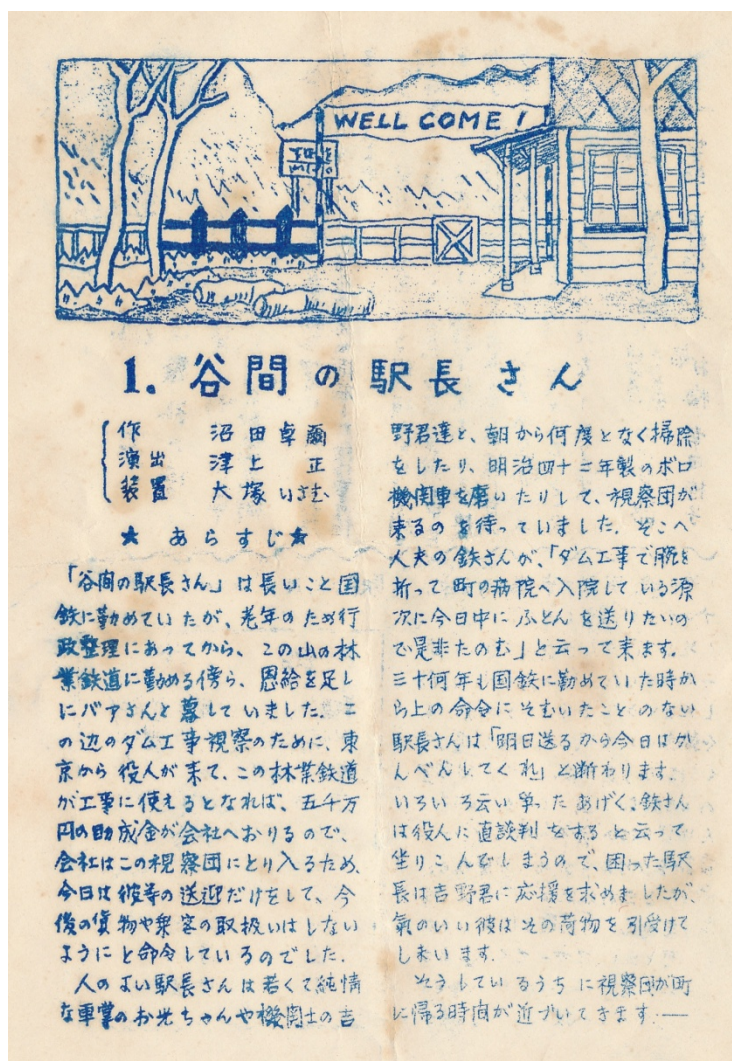 WELL COME!
1. 谷間の駅長さん
作 沼田卓爾
演出 津上正
装置 大塚いさお
★ あらすじ★
「谷間の駅長さん」は長いこと国
鉄に勤めていたが、老年のため行
政整理にあってから、この山の林
業鉄道に勤める傍ら、恩給を足し
にバアさんと暮していました。こ
の辺のダム工事視察のために、東
京から役人が来て、この林業鉄道
が工事に使えるとなれば、五千万
円の助成金が会社へおりるので、
会社はこの視察団にとり入るため、
今日は彼等の送迎だけをして、今
後の貨物や乗客の取扱いはしない
ようにと命令しているのでした。
人のよい駅長さんは若くて純情
な車掌のお光ちゃんや機関士の吉
野君達と、朝から何度となく掃除
をしたり、明治四十二年製のボロ
機関車を磨いたりして、視察団が
来るのを待っていました。そこへ
人夫の鉄さんが、「ダム工事で腕を
折って町の病院へ入院している源
次に今日中にふとんを送りたいの
で是非たのむ」と云って来ます。
三十何年も国鉄に勤めていた時か
ら上の命令にそむいたことのない
駅長さんは「明日送るから今日はか
んべんしてくれ」と断わります。
いろいろ云い争ったあげく、鉄さん
は役人に直談判をすると云って
坐りこんでしまうので、困った駅
長は吉野君に応援を求めましたが、
氣のいい彼はその荷物を引受けて
しまいます。
そうしているうちに視察団が町
に帰る時間が近づいてきます.——